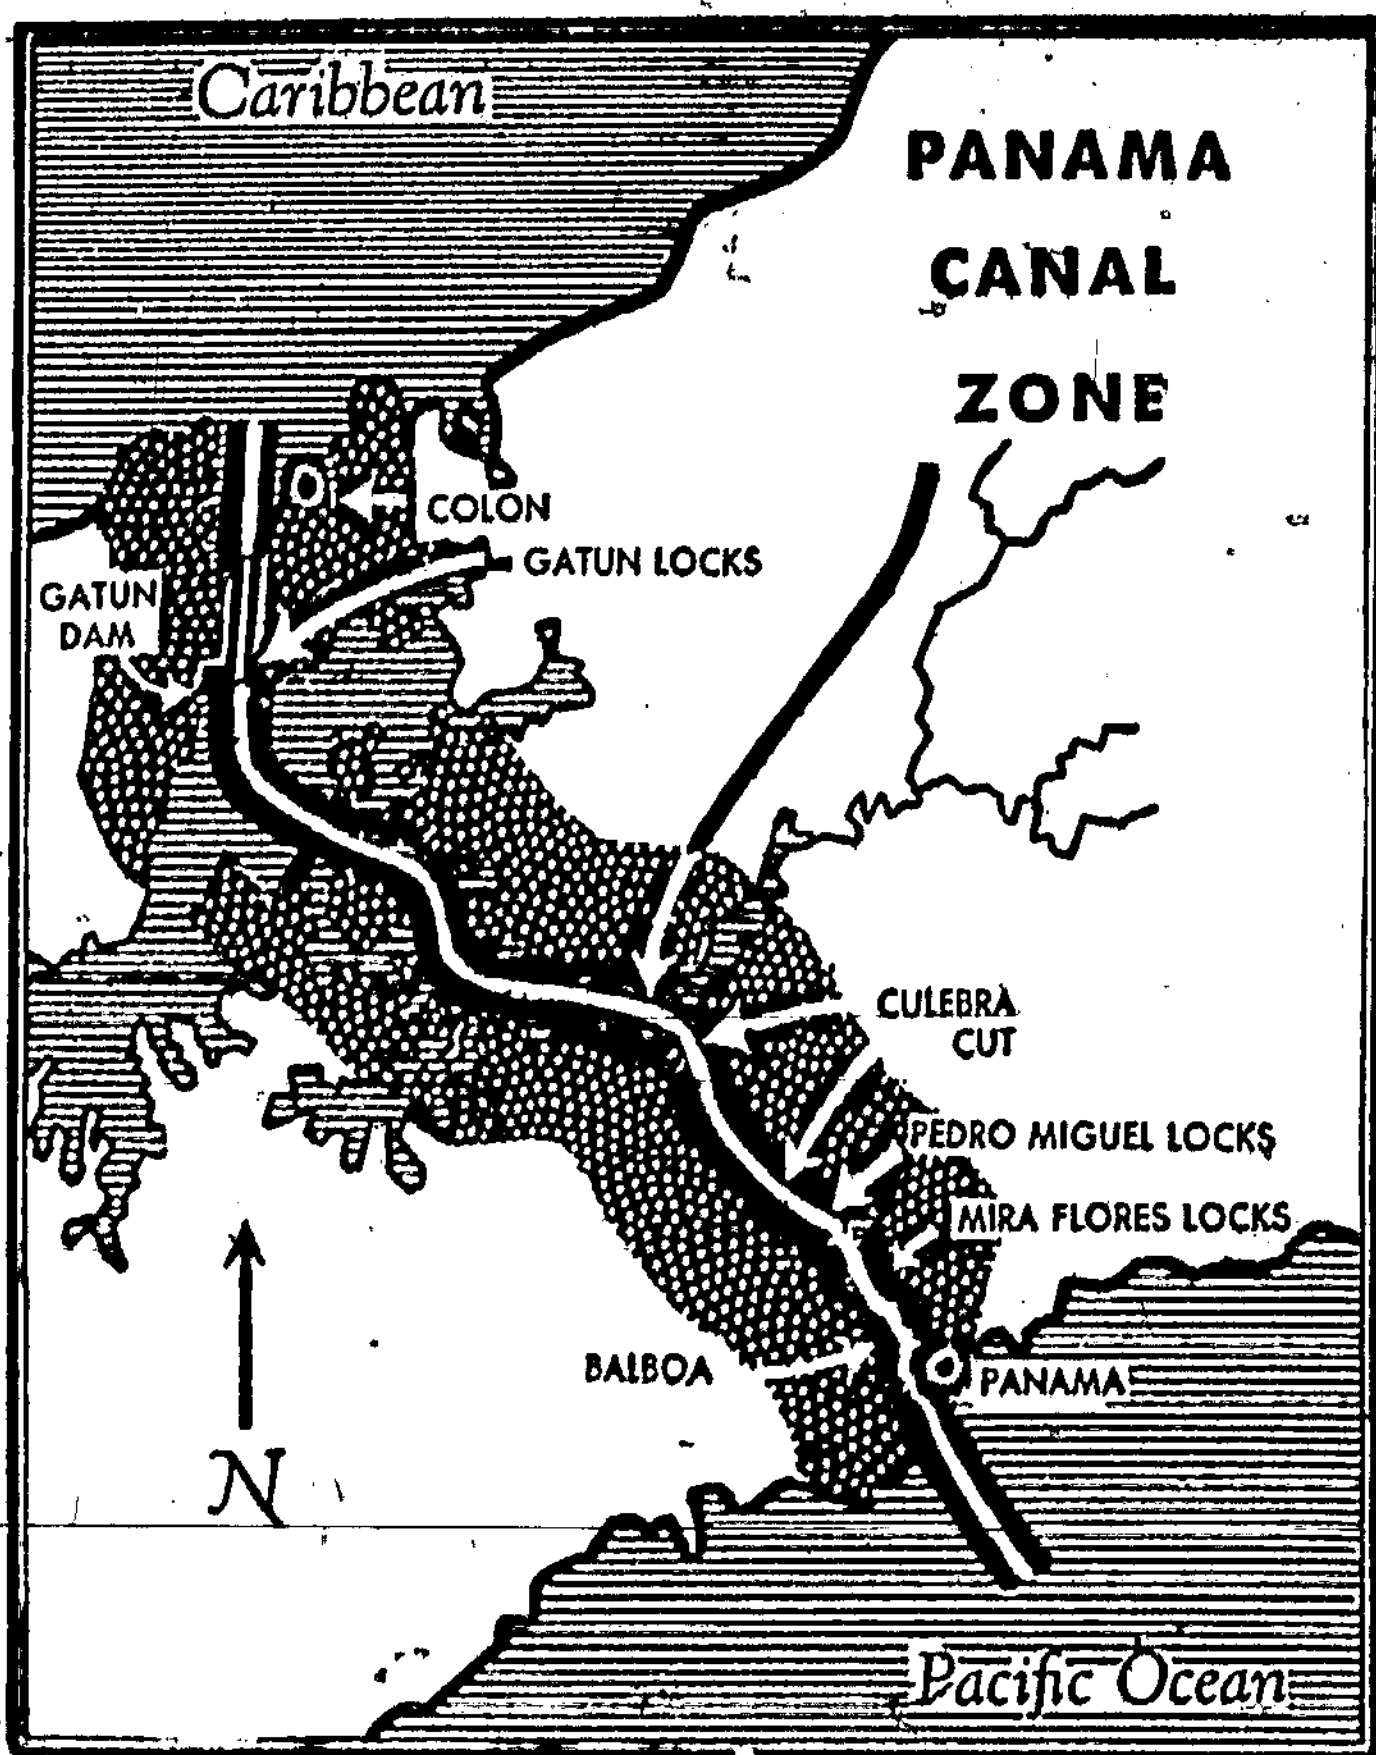 Caribbean
PANAMA
CANAL
ZONE
COLON
GATUN LOCKS
GATUN
DAM
CULEBRA
CUT
PEDRO MIGUEL LOCKS
MIRA FLORES LOCKS
BALBOA
PANAMA
N
Pacific Ocean